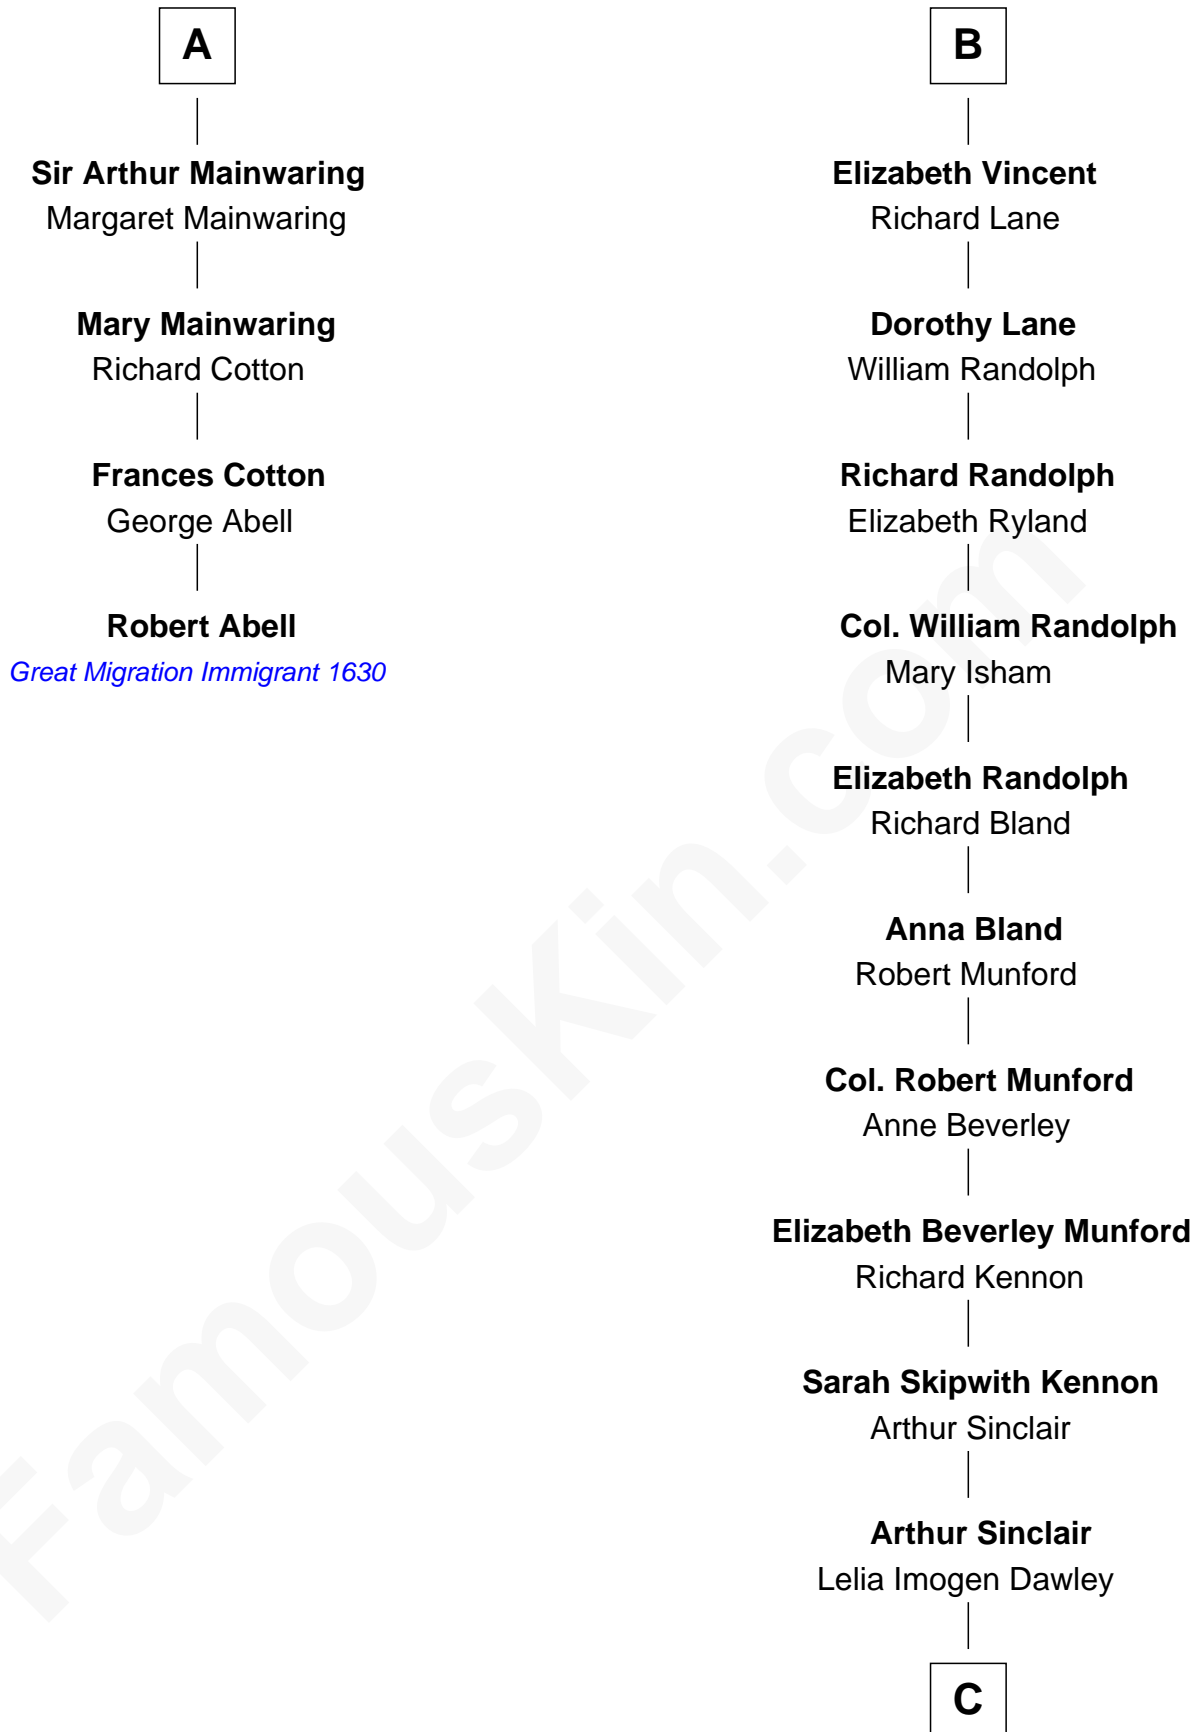 A
Sir Arthur Mainwaring
Margaret Mainwaring
Mary Mainwaring
Richard Cotton
Frances Cotton
George Abell
Robert Abell
Great Migration Immigrant 1630
B
Elizabeth Vincent
Richard Lane
Dorothy Lane
William Randolph
Richard Randolph
Elizabeth Ryland
Col. William Randolph
Mary Isham
Elizabeth Randolph
Richard Bland
Anna Bland
Robert Munford
Col. Robert Munford
Anne Beverley
Elizabeth Beverley Munford
Richard Kennon
Sarah Skipwith Kennon
Arthur Sinclair
Arthur Sinclair
Lelia Imogen Dawley
C
FamousKin.com